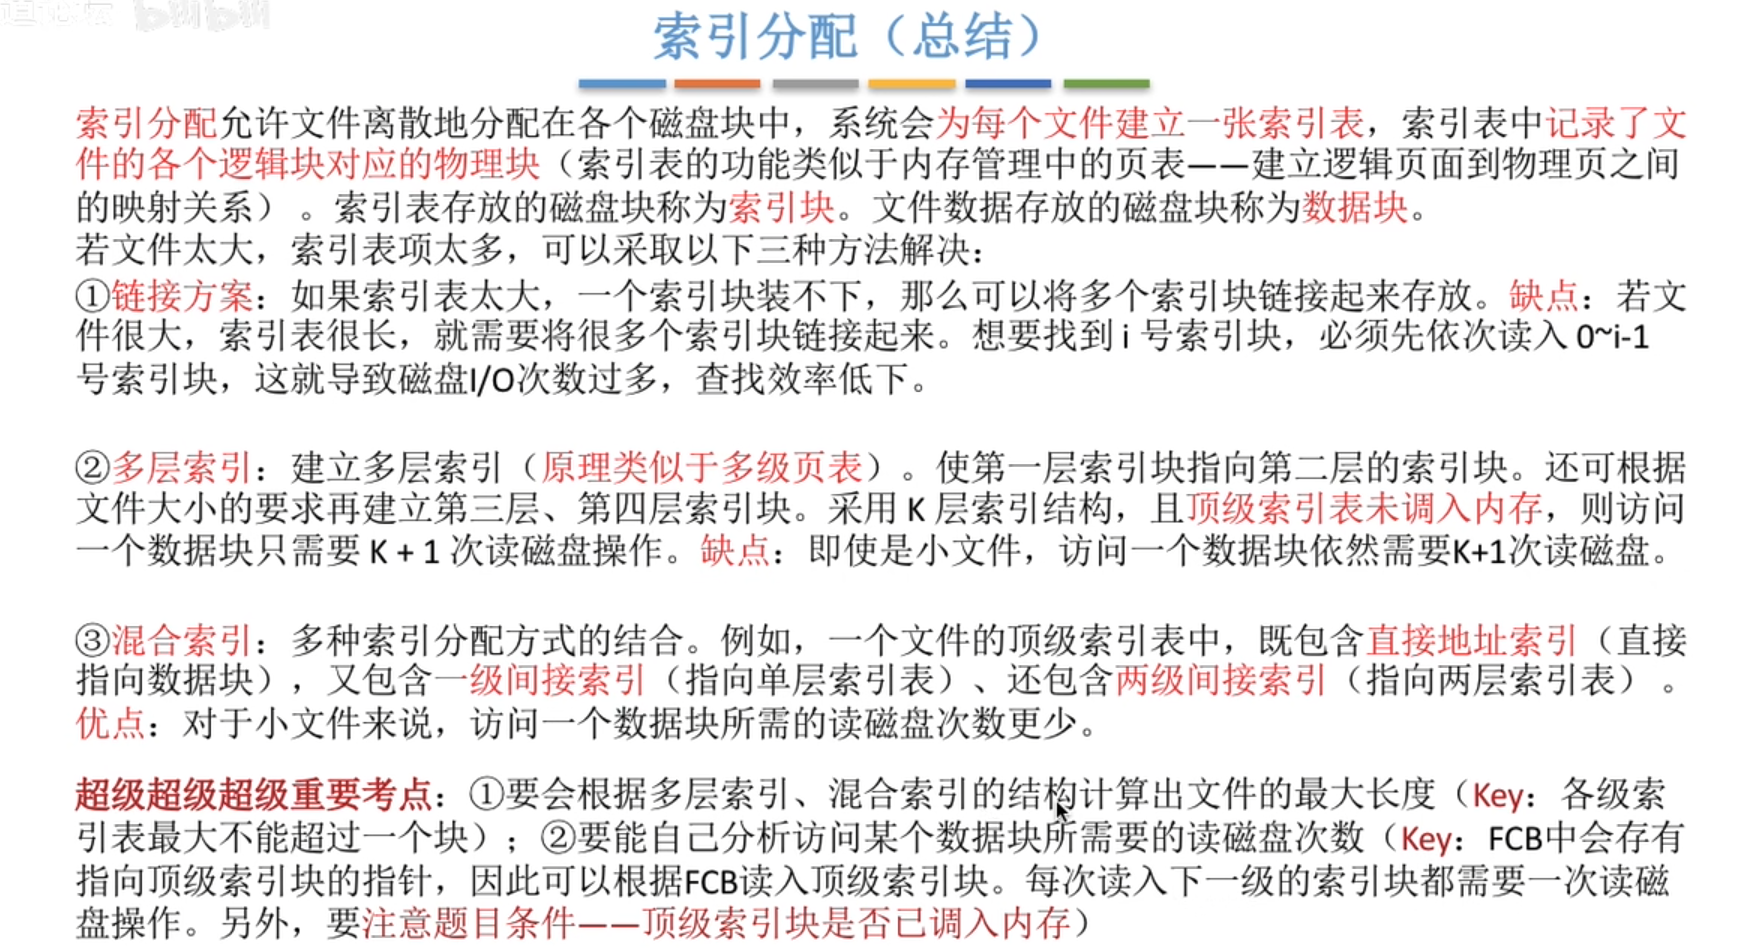 道论坛 bilibili
索引分配（总结）
索引分配允许文件离散地分配在各个磁盘块中，系统会为每个文件建立一张索引表，索引表中记录了文
件的各个逻辑块对应的物理块（索引表的功能类似于内存管理中的页表——建立逻辑页面到物理页之间
的映射关系）。索引表存放的磁盘块称为索引块。文件数据存放的磁盘块称为数据块。
若文件太大，索引表项太多，可以采取以下三种方法解决：
①链接方案：如果索引表太大，一个索引块装不下，那么可以将多个索引块链接起来存放。缺点：若文
件很大，索引表很长，就需要将很多个索引块链接起来。想要找到 i 号索引块，必须先依次读入 0~i-1
号索引块，这就导致磁盘I/O次数过多，查找效率低下。
②多层索引：建立多层索引（原理类似于多级页表）。使第一层索引块指向第二层的索引块。还可根据
文件大小的要求再建立第三层、第四层索引块。采用 K 层索引结构，且顶级索引表未调入内存，则访问
一个数据块只需要 K + 1 次读磁盘操作。缺点：即使是小文件，访问一个数据块依然需要K+1次读磁盘。
③混合索引：多种索引分配方式的结合。例如，一个文件的顶级索引表中，既包含直接地址索引（直接
指向数据块），又包含一级间接索引（指向单层索引表）、还包含两级间接索引（指向两层索引表）。
优点：对于小文件来说，访问一个数据块所需的读磁盘次数更少。
超级超级超级重要考点：①要会根据多层索引、混合索引的结构计算出文件的最大长度（Key：各级索
引表最大不能超过一个块）；②要能自己分析访问某个数据块所需要的读磁盘次数（Key：FCB中会存有
指向顶级索引块的指针，因此可以根据FCB读入顶级索引块。每次读入下一级的索引块都需要一次读磁
盘操作。另外，要注意题目条件——顶级索引块是否已调入内存）